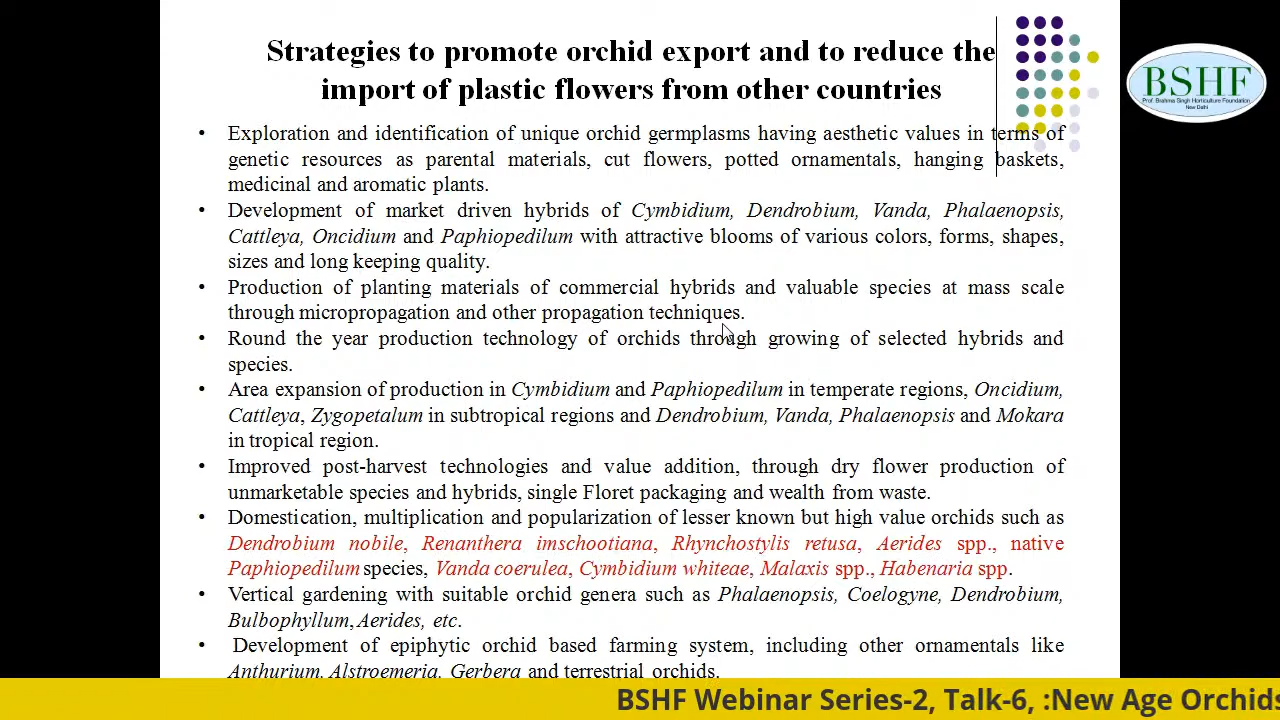 Strategies to promote orchid export and to reduce the
import of plastic flowers from other countries
BSHF
Prof. Brahma Singh Horticulture Foundation
New Delhi
• Exploration and identification of unique orchid germplasms having aesthetic values in terms of
genetic resources as parental materials, cut flowers, potted ornamentals, hanging baskets,
medicinal and aromatic plants.
• Development of market driven hybrids of Cymbidium, Dendrobium, Vanda, Phalaenopsis,
Cattleya, Oncidium and Paphiopedilum with attractive blooms of various colors, forms, shapes,
sizes and long keeping quality.
• Production of planting materials of commercial hybrids and valuable species at mass scale
through micropropagation and other propagation techniques.
• Round the year production technology of orchids through growing of selected hybrids and
species.
• Area expansion of production in Cymbidium and Paphiopedilum in temperate regions, Oncidium,
Cattleya, Zygopetalum in subtropical regions and Dendrobium, Vanda, Phalaenopsis and Mokara
in tropical region.
• Improved post-harvest technologies and value addition, through dry flower production of
unmarketable species and hybrids, single Floret packaging and wealth from waste.
• Domestication, multiplication and popularization of lesser known but high value orchids such as
Dendrobium nobile, Renanthera imschootiana, Rhynchostylis retusa, Aerides spp., native
Paphiopedilum species, Vanda coerulea, Cymbidium whiteae, Malaxis spp., Habenaria spp.
• Vertical gardening with suitable orchid genera such as Phalaenopsis, Coelogyne, Dendrobium,
Bulbophyllum, Aerides, etc.
• Development of epiphytic orchid based farming system, including other ornamentals like
Anthurium, Alstroemeria, Gerbera and terrestrial orchids.
BSHF Webinar Series-2, Talk-6, :New Age Orchids